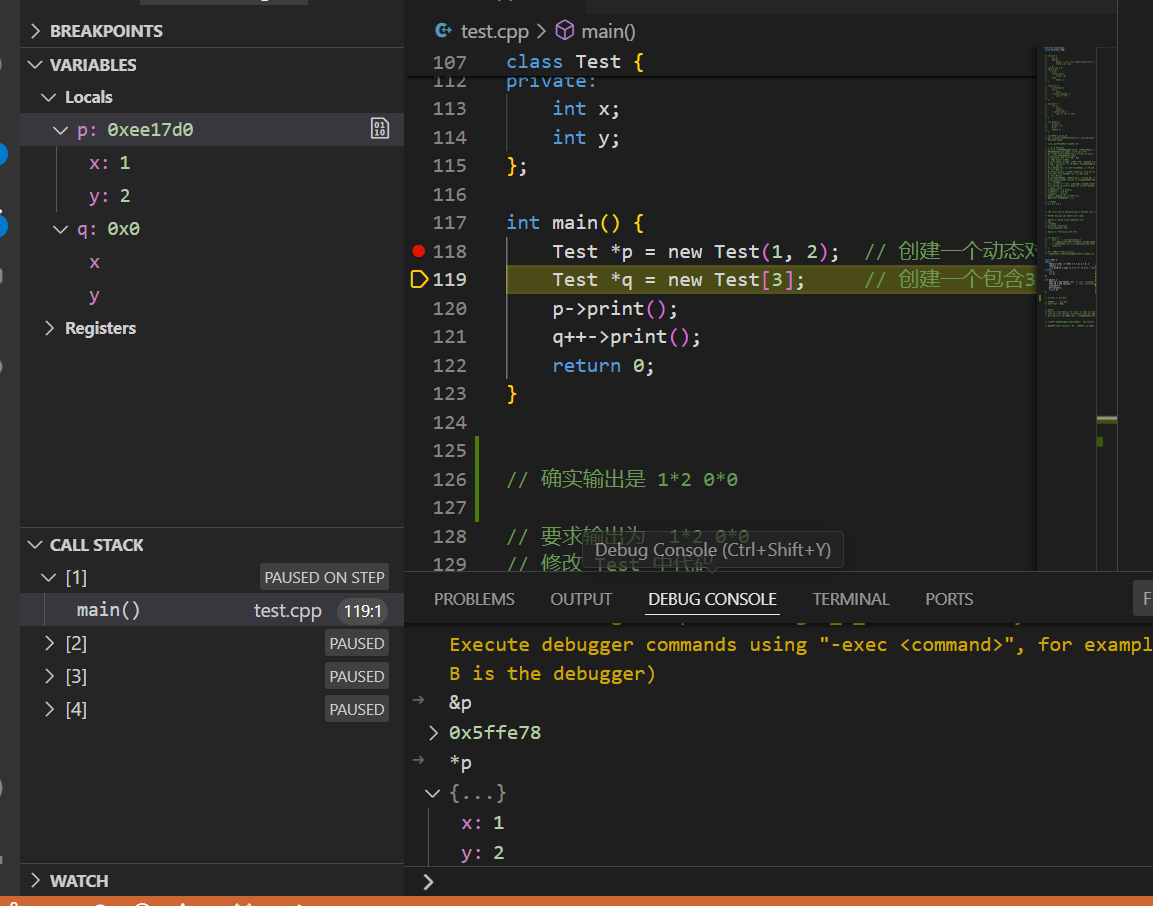 BREAKPOINTS
VARIABLES
Locals
p: 0xee17d0
x: 1
y: 2
q: 0x0
x
y
Registers
CALL STACK
[1] PAUSED ON STEP
main() test.cpp 119:1
[2] PAUSED
[3] PAUSED
[4] PAUSED
WATCH
test.cpp > main()
107 class Test {
112 private:
113 int x;
114 int y;
115 };
116
117 int main() {
118 Test *p = new Test(1, 2); // 创建一个动态对
119 Test *q = new Test[3]; // 创建一个包含3
120 p->print();
121 q++->print();
122 return 0;
123 }
124
125
126 // 确实输出是 1*2 0*0
127
128 // 要求输出为 1*2 0*0
129 // 修改 Test 中代码
Debug Console (Ctrl+Shift+Y)
PROBLEMS OUTPUT DEBUG CONSOLE TERMINAL PORTS F
Execute debugger commands using "-exec <command>", for exampl
B is the debugger)
&p
0x5ffe78
*p
{...}
x: 1
y: 2